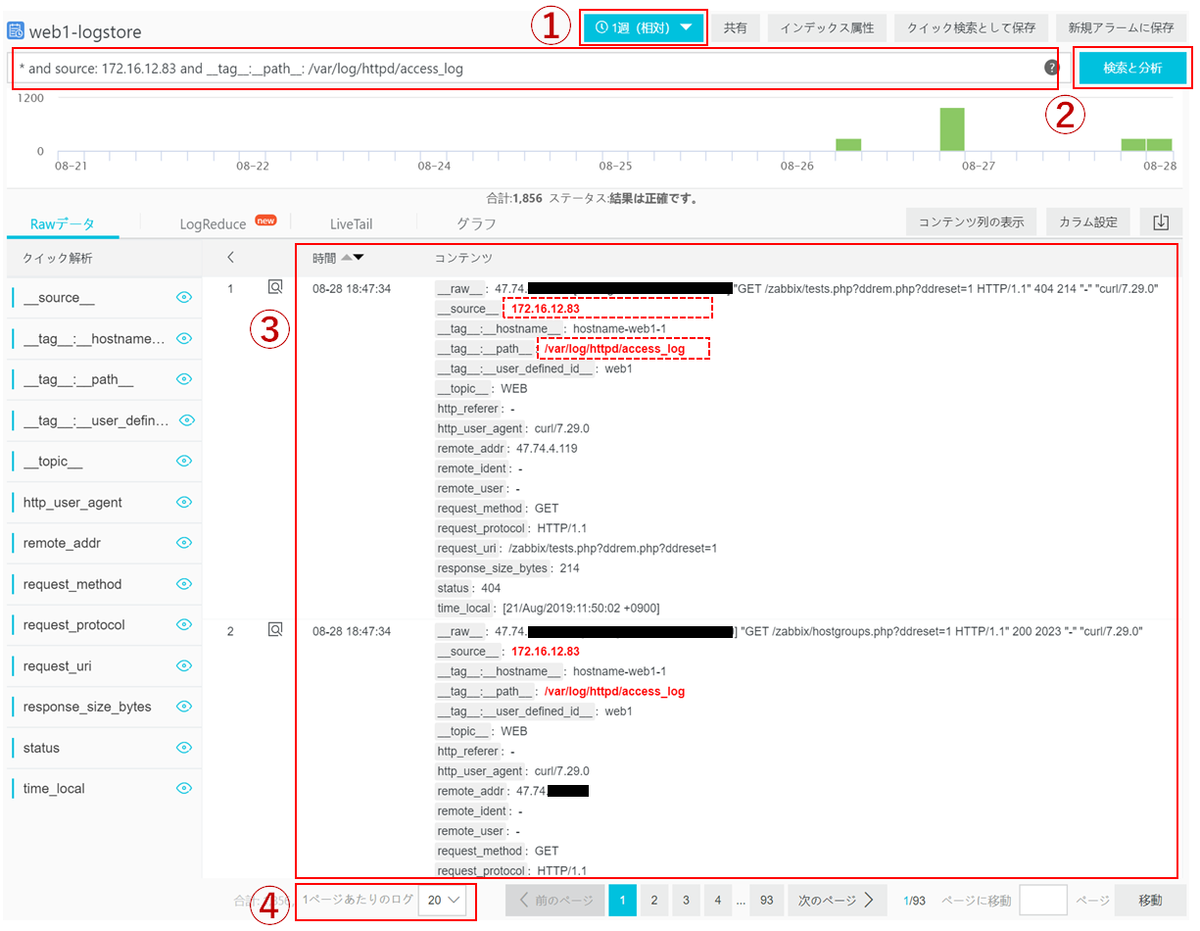 web1-logstore
① 1週（相対） 共有 インデックス属性 クイック検索として保存 新規アラームに保存
* and source: 172.16.12.83 and __tag__:__path__: /var/log/httpd/access_log ? 検索と分析
②
1200
0
08-21 08-22 08-24 08-25 08-26 08-27 08-28
合計:1,856 ステータス:結果は正確です。
Rawデータ LogReduce new LiveTail グラフ コンテンツ列の表示 カラム設定
クイック解析
__source__
__tag__:__hostname...
__tag__:__path__
__tag__:__user_defin...
__topic__
http_user_agent
remote_addr
request_method
request_protocol
request_uri
response_size_bytes
status
time_local
③
時間 コンテンツ
1 08-28 18:47:34
__raw__ : 47.74. "GET /zabbix/tests.php?ddrem.php?ddreset=1 HTTP/1.1" 404 214 "-" "curl/7.29.0"
__source__ 172.16.12.83
__tag__:__hostname__ : hostname-web1-1
__tag__:__path__ /var/log/httpd/access_log
__tag__:__user_defined_id__ : web1
__topic__ : WEB
http_referer : -
http_user_agent : curl/7.29.0
remote_addr : 47.74.4.119
remote_ident : -
remote_user : -
request_method : GET
request_protocol : HTTP/1.1
request_uri : /zabbix/tests.php?ddrem.php?ddreset=1
response_size_bytes : 214
status : 404
time_local : [21/Aug/2019:11:50:02 +0900]
2 08-28 18:47:34
__raw__ : 47.74. ] "GET /zabbix/hostgroups.php?ddreset=1 HTTP/1.1" 200 2023 "-" "curl/7.29.0"
__source__ : 172.16.12.83
__tag__:__hostname__ : hostname-web1-1
__tag__:__path__ : /var/log/httpd/access_log
__tag__:__user_defined_id__ : web1
__topic__ : WEB
http_referer : -
http_user_agent : curl/7.29.0
remote_addr : 47.74.
remote_ident : -
remote_user : -
request_method : GET
request_protocol : HTTP/1.1
④ 1ページあたりのログ 20 前のページ 1 2 3 4 ... 93 次のページ 1/93 ページに移動 ページ 移動